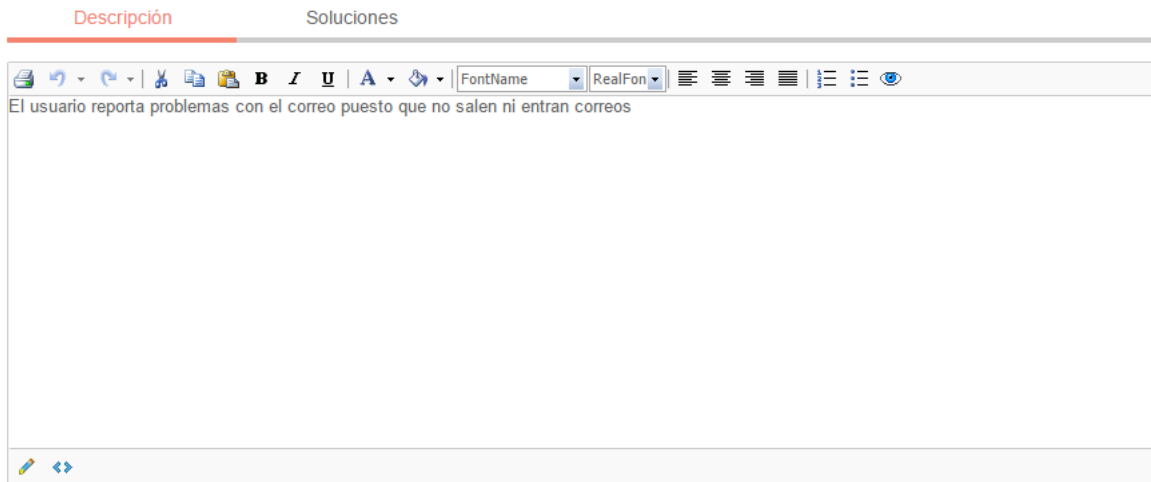 Descripción Soluciones
B I U A FontName RealFon
El usuario reporta problemas con el correo puesto que no salen ni entran correos